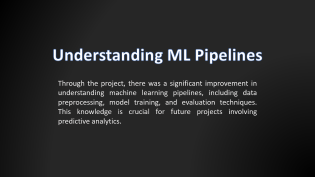 Understanding ML Pipelines
Through the project, there was a significant improvement in
understanding machine learning pipelines, including data
preprocessing, model training, and evaluation techniques.
This knowledge is crucial for future projects involving
predictive analytics.